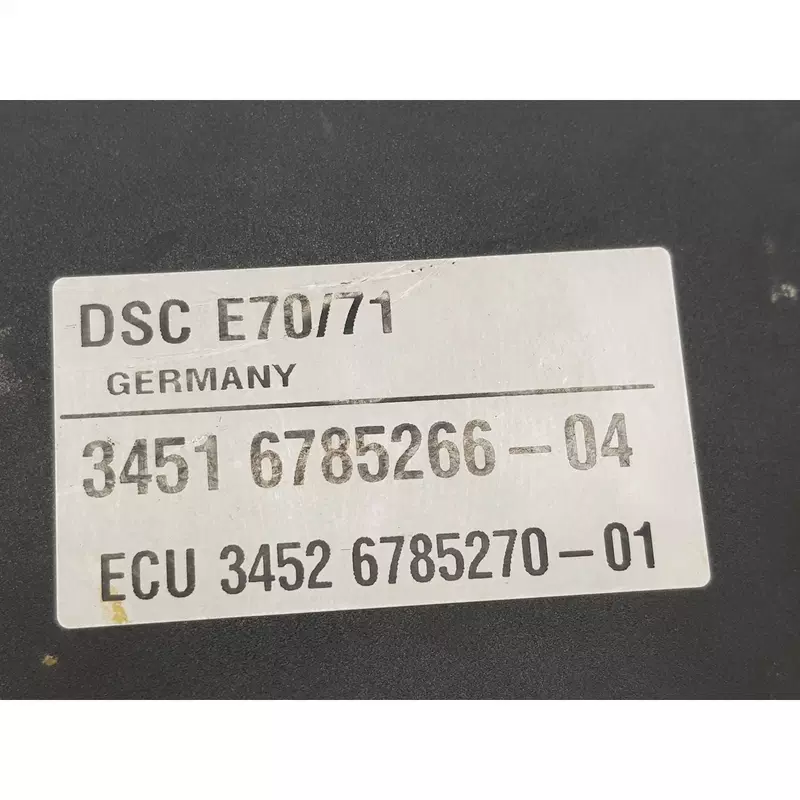 DSC E70/71
GERMANY
3451 6785266-04
ECU 3452 6785270-01